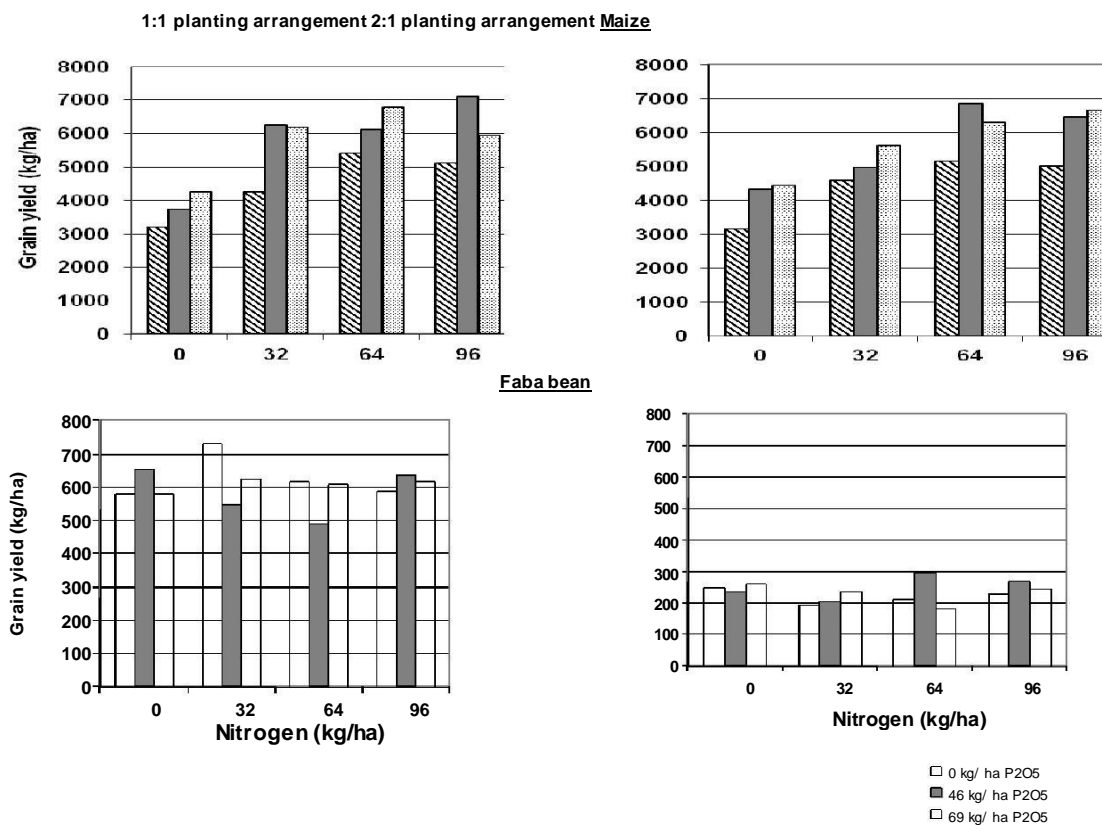 1:1 planting arrangement 2:1 planting arrangement Maize
Grain yield (kg/ha)
8000
7000
6000
5000
4000
3000
2000
1000
0
0 32 64 96
8000
7000
6000
5000
4000
3000
2000
1000
0
0 32 64 96
Faba bean
Grain yield (kg/ha)
800
700
600
500
400
300
200
100
0
0 32 64 96
Nitrogen (kg/ha)
800
700
600
500
400
300
200
100
0
0 32 64 96
Nitrogen (kg/ha)
0 kg/ ha P2O5
46 kg/ ha P2O5
69 kg/ ha P2O5